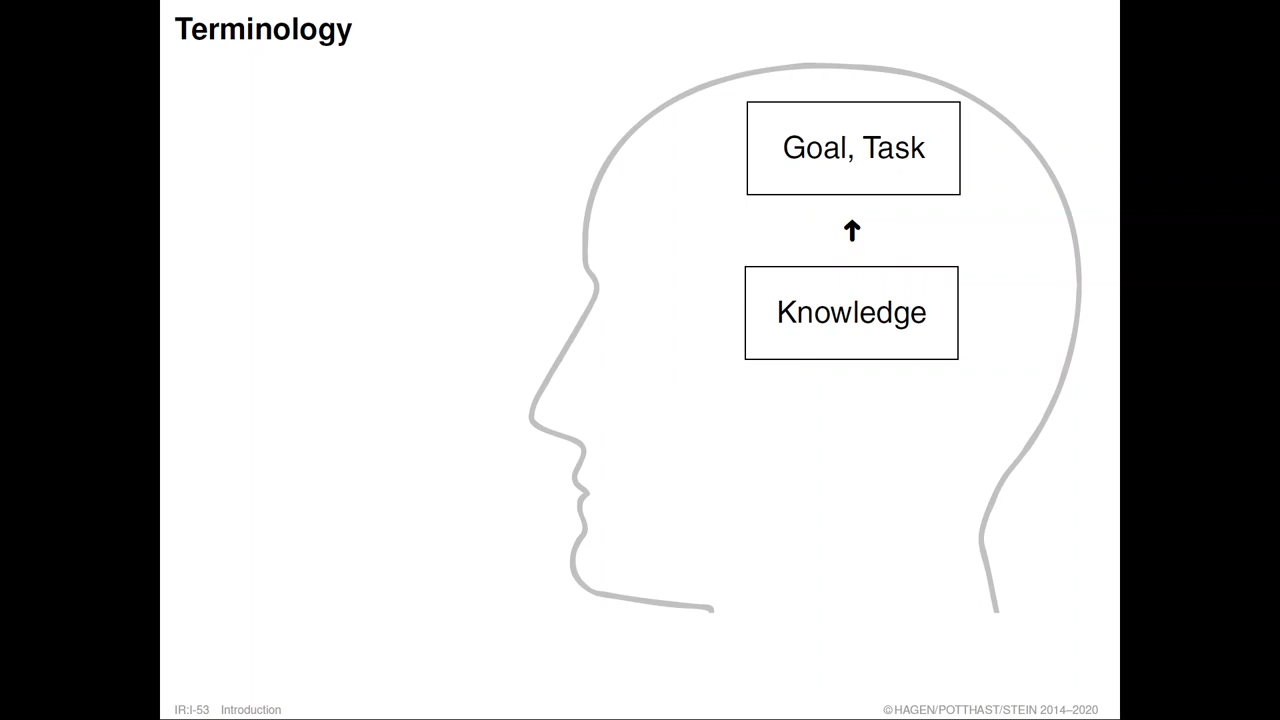 Terminology
Goal, Task
Knowledge
IR:I-53 Introduction
©HAGEN/POTTHAST/STEIN 2014–2020